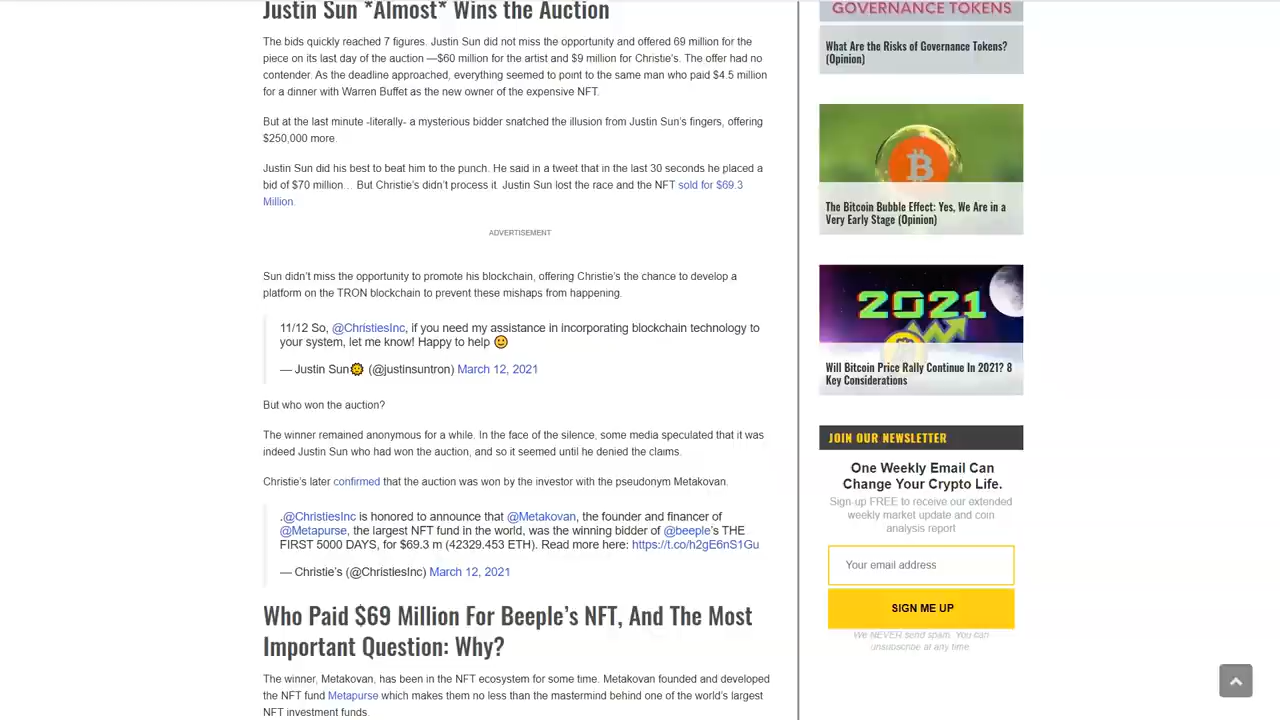 Justin Sun *Almost* Wins the Auction
The bids quickly reached 7 figures. Justin Sun did not miss the opportunity and offered 69 million for the
piece on its last day of the auction —$60 million for the artist and $9 million for Christie's. The offer had no
contender. As the deadline approached, everything seemed to point to the same man who paid $4.5 million
for a dinner with Warren Buffet as the new owner of the expensive NFT.
But at the last minute -literally- a mysterious bidder snatched the illusion from Justin Sun's fingers, offering
$250,000 more.
Justin Sun did his best to beat him to the punch. He said in a tweet that in the last 30 seconds he placed a
bid of $70 million… But Christie's didn't process it. Justin Sun lost the race and the NFT sold for $69.3
Million.
ADVERTISEMENT
Sun didn't miss the opportunity to promote his blockchain, offering Christie's the chance to develop a
platform on the TRON blockchain to prevent these mishaps from happening.
11/12 So, @ChristiesInc, if you need my assistance in incorporating blockchain technology to
your system, let me know! Happy to help 🙂
— Justin Sun🌞 (@justinsuntron) March 12, 2021
But who won the auction?
The winner remained anonymous for a while. In the face of the silence, some media speculated that it was
indeed Justin Sun who had won the auction, and so it seemed until he denied the claims.
Christie's later confirmed that the auction was won by the investor with the pseudonym Metakovan.
.@ChristiesInc is honored to announce that @Metakovan, the founder and financer of
@Metapurse, the largest NFT fund in the world, was the winning bidder of @beeple's THE
FIRST 5000 DAYS, for $69.3 m (42329.453 ETH). Read more here: https://t.co/h2gE6nS1Gu
— Christie's (@ChristiesInc) March 12, 2021
Who Paid $69 Million For Beeple's NFT, And The Most
Important Question: Why?
The winner, Metakovan, has been in the NFT ecosystem for some time. Metakovan founded and developed
the NFT fund Metapurse which makes them no less than the mastermind behind one of the world's largest
NFT investment funds.
GOVERNANCE TOKENS
What Are the Risks of Governance Tokens?
(Opinion)
The Bitcoin Bubble Effect: Yes, We Are in a
Very Early Stage (Opinion)
2021
Will Bitcoin Price Rally Continue In 2021? 8
Key Considerations
JOIN OUR NEWSLETTER
One Weekly Email Can
Change Your Crypto Life.
Sign-up FREE to receive our extended
weekly market update and coin
analysis report
Your email address
SIGN ME UP
We NEVER send spam. You can
unsubscribe at any time.